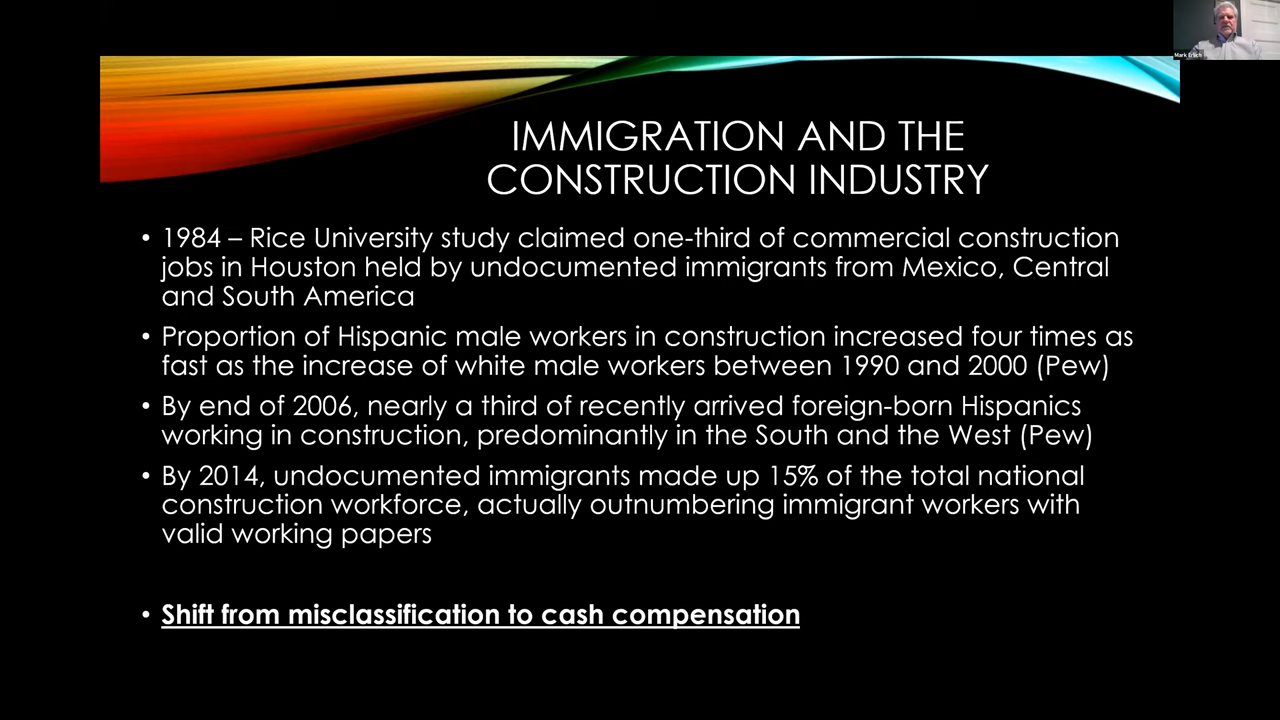 Mark Erlich
IMMIGRATION AND THE
CONSTRUCTION INDUSTRY
• 1984 – Rice University study claimed one-third of commercial construction
jobs in Houston held by undocumented immigrants from Mexico, Central
and South America
• Proportion of Hispanic male workers in construction increased four times as
fast as the increase of white male workers between 1990 and 2000 (Pew)
• By end of 2006, nearly a third of recently arrived foreign-born Hispanics
working in construction, predominantly in the South and the West (Pew)
• By 2014, undocumented immigrants made up 15% of the total national
construction workforce, actually outnumbering immigrant workers with
valid working papers
• Shift from misclassification to cash compensation